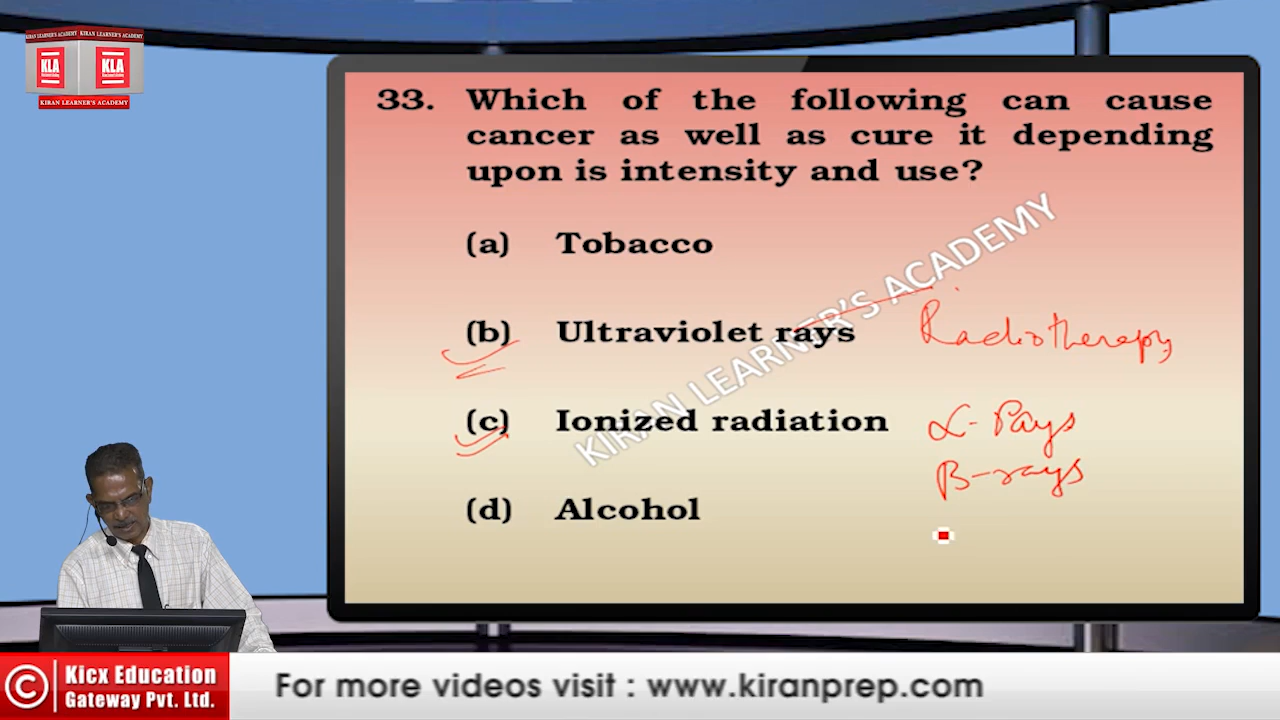 KIRAN LEARNER'S ACADEMY KIRAN LEARNER'S ACADEMY
KLA KLA
KIRAN LEARNER'S ACADEMY
33. Which of the following can cause
cancer as well as cure it depending
upon is intensity and use?
(a) Tobacco
(b) Ultraviolet rays Radiotherapy
(c) Ionized radiation α- Rays
β-rays
(d) Alcohol
KIRAN LEARNER'S ACADEMY
© Kicx Education
Gateway Pvt. Ltd.
For more videos visit : www.kiranprep.com